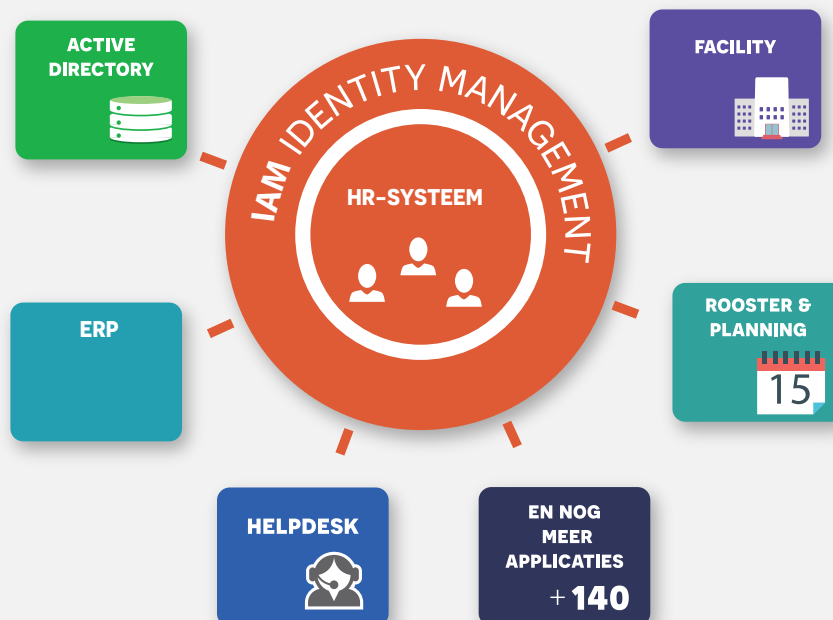 ACTIVE
DIRECTORY
IAM IDENTITY MANAGEMENT
HR-SYSTEEM
FACILITY
ERP
ROOSTER &
PLANNING
15
HELPDESK
EN NOG
MEER
APPLICATIES
+ 140